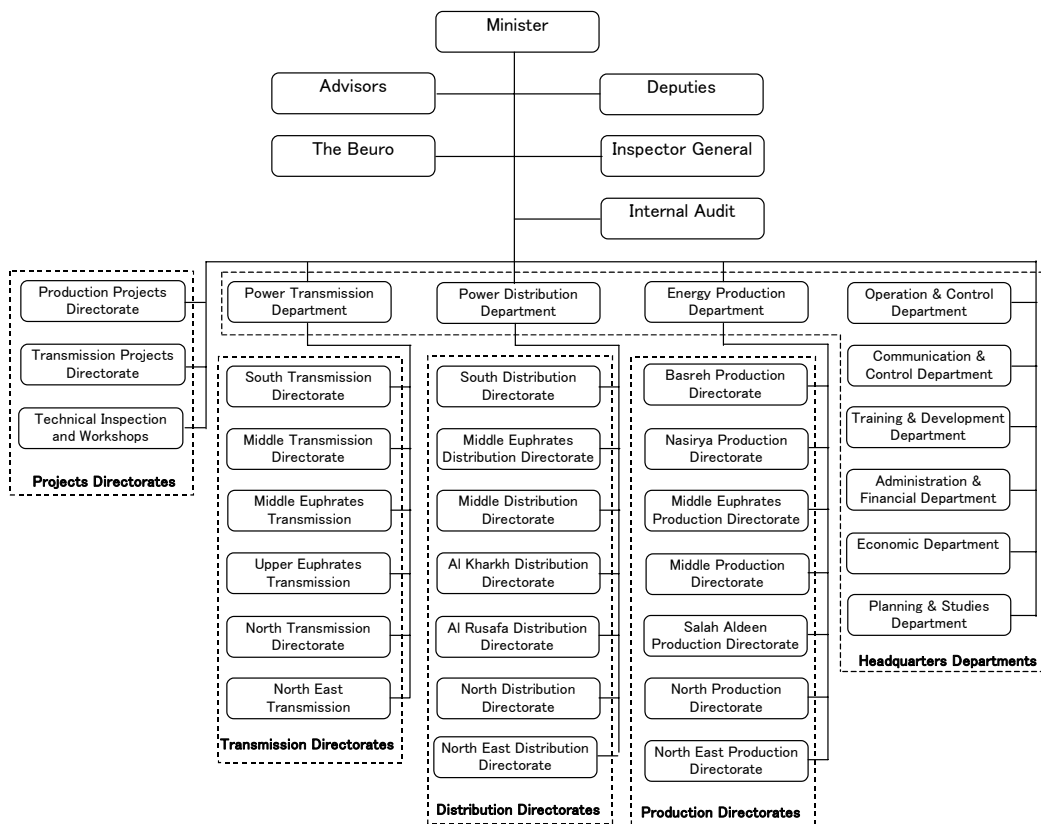 Minister
Advisors
Deputies
The Beuro
Inspector General
Internal Audit
Production Projects
Directorate
Transmission Projects
Directorate
Technical Inspection
and Workshops
Projects Directorates
Power Transmission
Department
South Transmission
Directorate
Middle Transmission
Directorate
Middle Euphrates
Transmission
Upper Euphrates
Transmission
North Transmission
Directorate
North East
Transmission
Transmission Directorates
Power Distribution
Department
South Distribution
Directorate
Middle Euphrates
Distribution Directorate
Middle Distribution
Directorate
Al Kharkh Distribution
Directorate
Al Rusafa Distribution
Directorate
North Distribution
Directorate
North East Distribution
Directorate
Distribution Directorates
Energy Production
Department
Basreh Production
Directorate
Nasirya Production
Directorate
Middle Euphrates
Production Directorate
Middle Production
Directorate
Salah Aldeen
Production Directorate
North Production
Directorate
North East Production
Directorate
Production Directorates
Operation & Control
Department
Communication &
Control Department
Training & Development
Department
Administration &
Financial Department
Economic Department
Planning & Studies
Department
Headquarters Departments